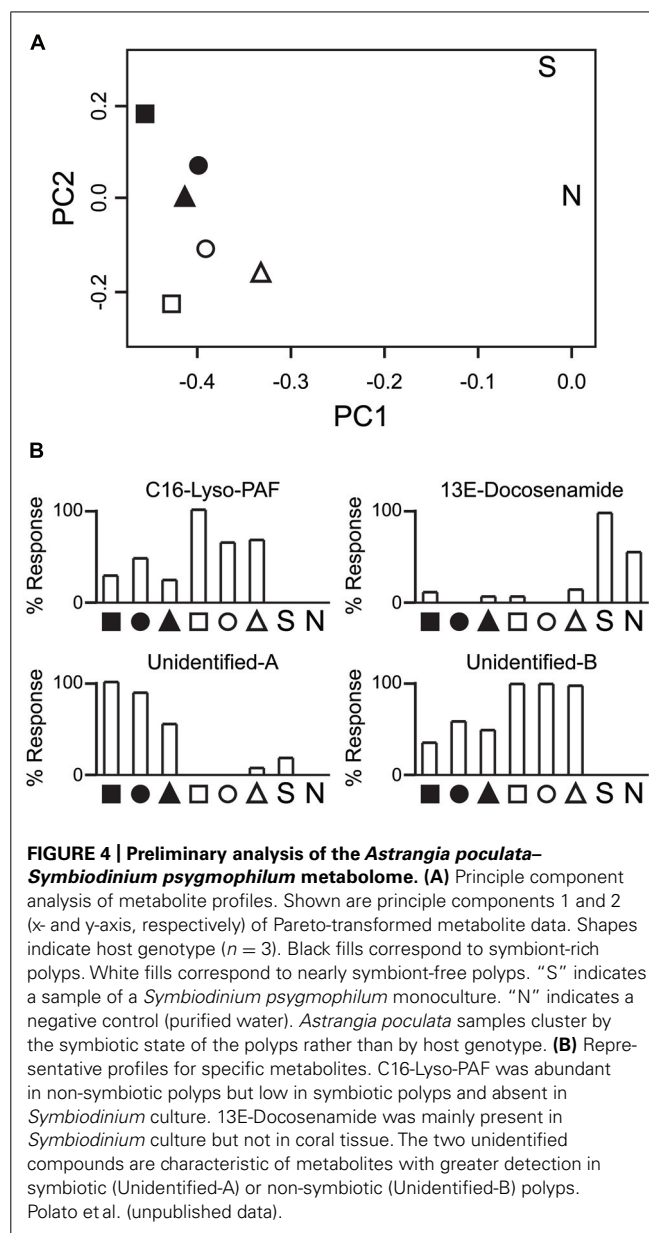 A
S
N
0.2
0.0
-0.2
PC2
-0.4 -0.3 -0.2 -0.1 0.0
PC1
B
C16-Lyso-PAF
100
0
% Response
S N
13E-Docosenamide
100
0
% Response
S N
Unidentified-A
100
0
% Response
S N
Unidentified-B
100
0
% Response
S N
FIGURE 4 | Preliminary analysis of the Astrangia poculata–
Symbiodinium psygmophilum metabolome. (A) Principle component
analysis of metabolite profiles. Shown are principle components 1 and 2
(x- and y-axis, respectively) of Pareto-transformed metabolite data. Shapes
indicate host genotype (n = 3). Black fills correspond to symbiont-rich
polyps. White fills correspond to nearly symbiont-free polyps. "S" indicates
a sample of a Symbiodinium psygmophilum monoculture. "N" indicates a
negative control (purified water). Astrangia poculata samples cluster by
the symbiotic state of the polyps rather than by host genotype. (B) Repre-
sentative profiles for specific metabolites. C16-Lyso-PAF was abundant
in non-symbiotic polyps but low in symbiotic polyps and absent in
Symbiodinium culture. 13E-Docosenamide was mainly present in
Symbiodinium culture but not in coral tissue. The two unidentified
compounds are characteristic of metabolites with greater detection in
symbiotic (Unidentified-A) or non-symbiotic (Unidentified-B) polyps.
Polato et al. (unpublished data).